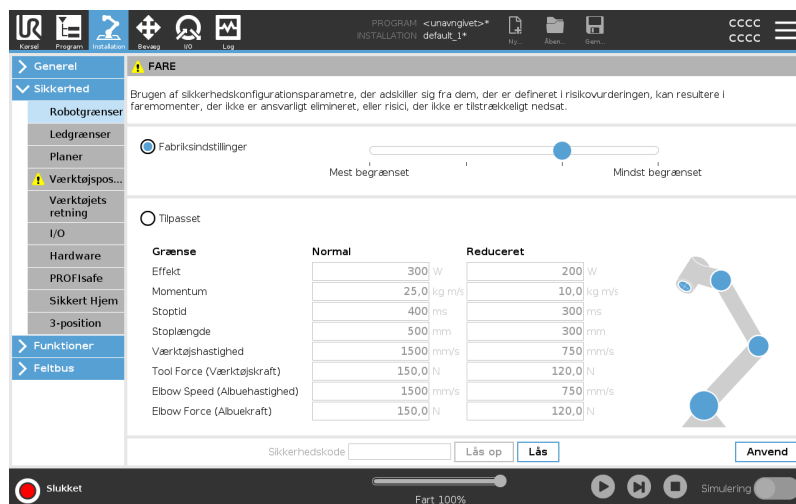 UR
Kørsel
Program
Installation
Bevæg
I/O
Log
PROGRAM <unavngivet>*
INSTALLATION default_1*
Ny...
Åben...
Gem...
CCCC
CCCC
Generel
Sikkerhed
Robotgrænser
Ledgrænser
Planer
Værktøjspos...
Værktøjets
retning
I/O
Hardware
PROFIsafe
Sikkert Hjem
3-position
Funktioner
Feltbus
FARE
Brugen af sikkerhedskonfigurationsparametre, der adskiller sig fra dem, der er defineret i risikovurderingen, kan resultere i
faremomenter, der ikke er ansvarligt elimineret, eller risici, der ikke er tilstrækkeligt nedsat.
Fabriksindstillinger
Mest begrænset
Mindst begrænset
Tilpasset
Grænse Normal Reduceret
Effekt 300 W 200 W
Momentum 25,0 kg m/s 10,0 kg m/s
Stoptid 400 ms 300 ms
Stoplængde 500 mm 300 mm
Værktøjshastighed 1500 mm/s 750 mm/s
Tool Force (Værktøjskraft) 150,0 N 120,0 N
Elbow Speed (Albuehastighed) 1500 mm/s 750 mm/s
Elbow Force (Albuekraft) 150,0 N 120,0 N
Sikkerhedskode Lås op Lås Anvend
Slukket
Fart 100%
Simulering